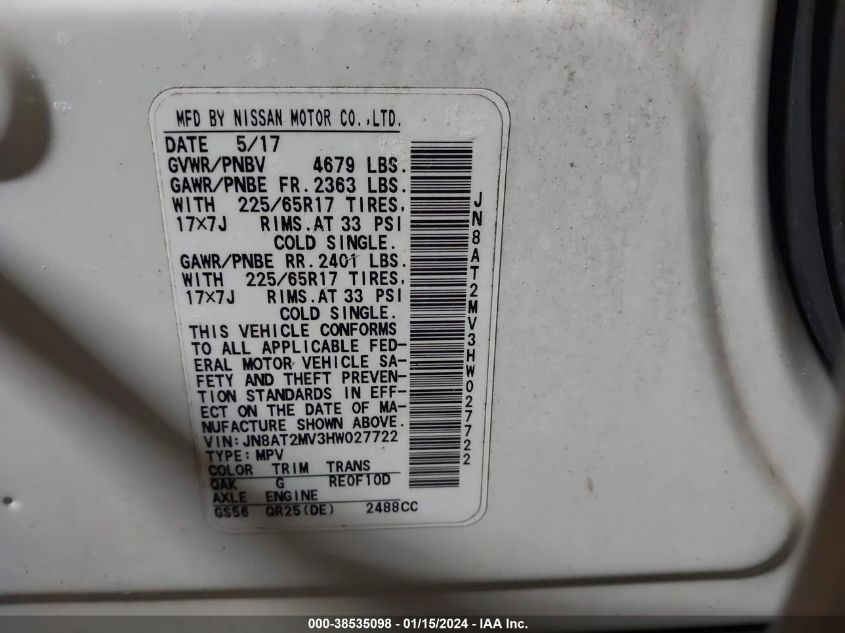 MFD BY NISSAN MOTOR CO.,LTD.
DATE 5/17
GVWR/PNBV 4679 LBS.
GAWR/PNBE FR. 2363 LBS.
WITH 225/65R17 TIRES,
17×7J RIMS. AT 33 PSI
COLD SINGLE.
GAWR/PNBE RR. 2401 LBS.
WITH 225/65R17 TIRES,
17×7J RIMS. AT 33 PSI
COLD SINGLE.
THIS VEHICLE CONFORMS
TO ALL APPLICABLE FED-
ERAL MOTOR VEHICLE SA-
FETY AND THEFT PREVEN-
TION STANDARDS IN EFF-
ECT ON THE DATE OF MA-
NUFACTURE SHOWN ABOVE.
VIN:JN8AT2MV3HW027722
TYPE:MPV
COLOR TRIM TRANS
QAK G RE0F10D
AXLE ENGINE
GS56 QR25(DE) 2488CC
JN8AT2MV3HW027722
000-38535098 - 01/15/2024 - IAA Inc.